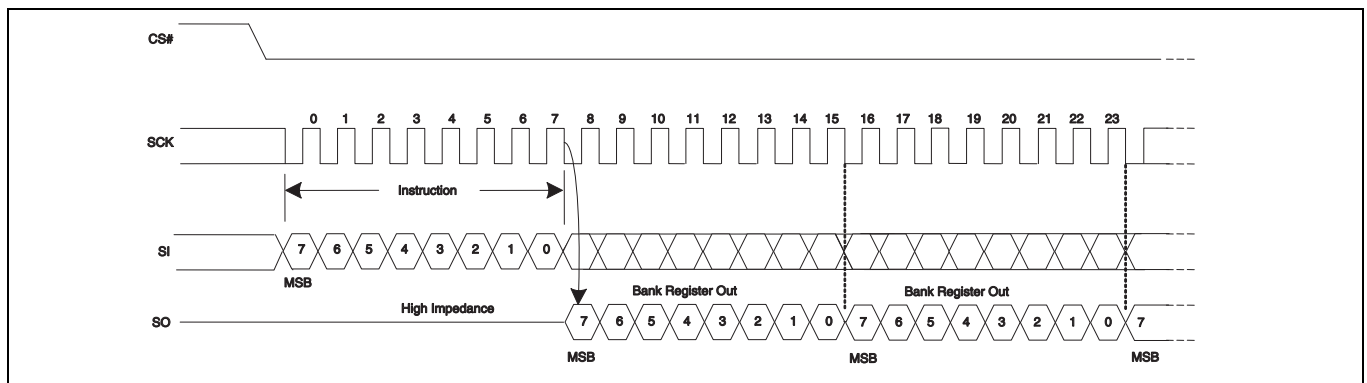 CS#
0 1 2 3 4 5 6 7 8 9 10 11 12 13 14 15 16 17 18 19 20 21 22 23
SCK
Instruction
SI
7 6 5 4 3 2 1 0
MSB
High Impedance
Bank Register Out
Bank Register Out
SO
7 6 5 4 3 2 1 0 7 6 5 4 3 2 1 0 7
MSB MSB MSB